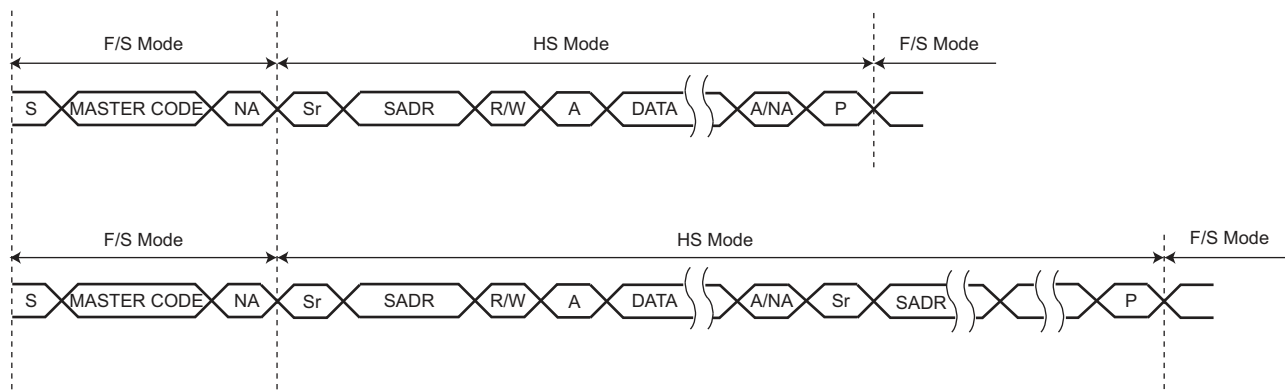 F/S Mode HS Mode F/S Mode
S MASTER CODE NA Sr SADR R/W A DATA A/NA P
F/S Mode HS Mode F/S Mode
S MASTER CODE NA Sr SADR R/W A DATA A/NA Sr SADR P